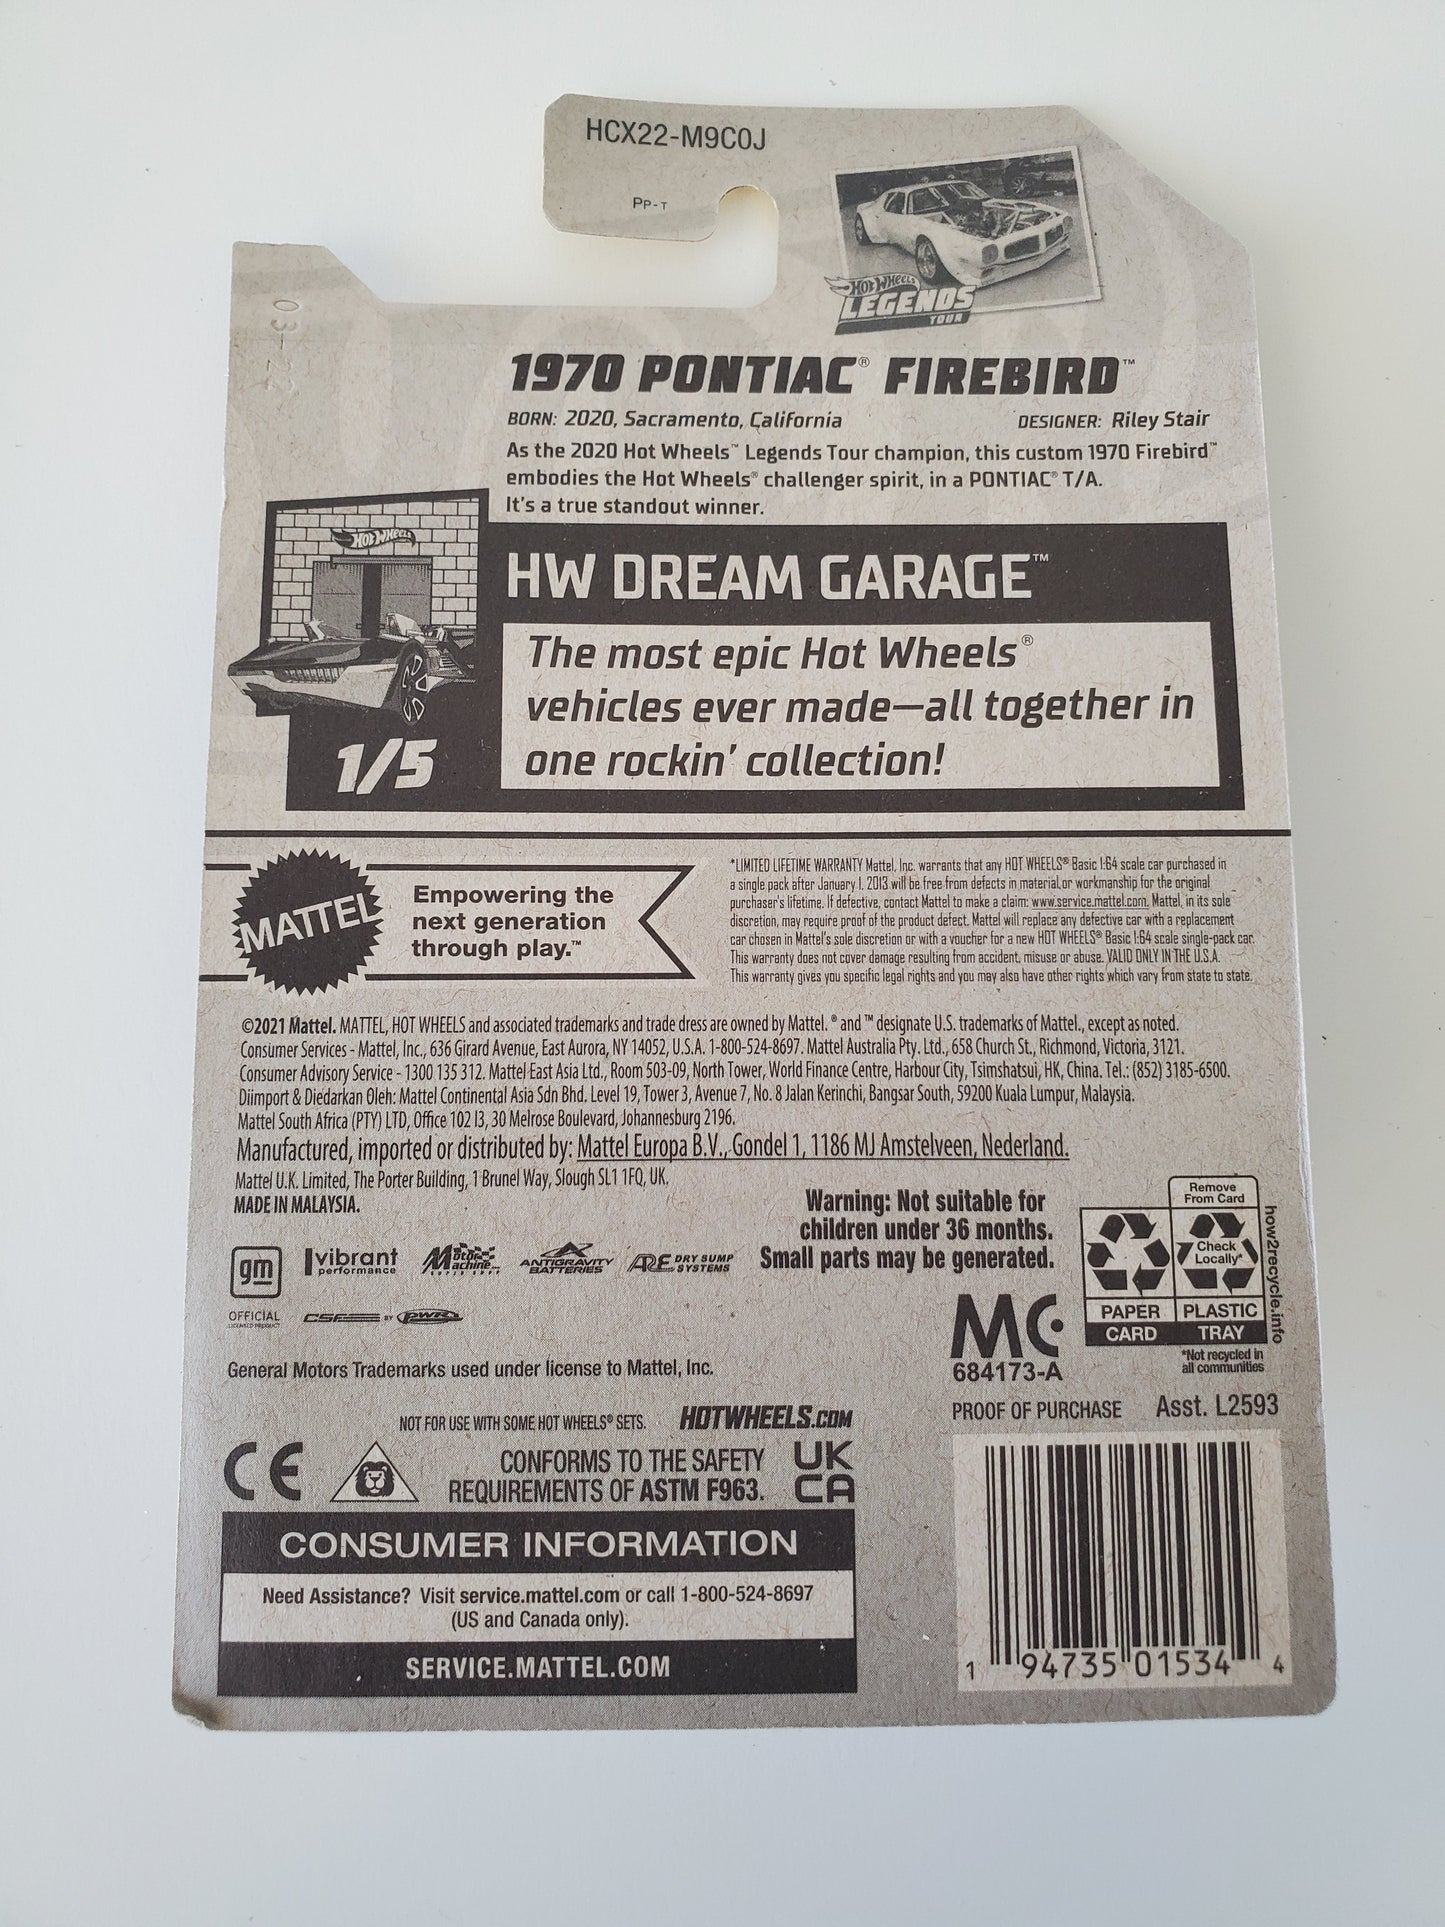 HCX22-M9C0J
PP-T
03-22
HOT WHEELS
LEGENDS
TOUR
1970 PONTIAC® FIREBIRD™
BORN: 2020, Sacramento, California DESIGNER: Riley Stair
As the 2020 Hot Wheels™ Legends Tour champion, this custom 1970 Firebird™
embodies the Hot Wheels® challenger spirit, in a PONTIAC® T/A.
It's a true standout winner.
HOT WHEELS
HW DREAM GARAGE™
The most epic Hot Wheels®
vehicles ever made—all together in
one rockin' collection!
1/5
MATTEL
Empowering the
next generation
through play.™
*LIMITED LIFETIME WARRANTY Mattel, Inc. warrants that any HOT WHEELS® Basic 1:64 scale car purchased in
a single pack after January 1, 2013 will be free from defects in material or workmanship for the original
purchaser's lifetime. If defective, contact Mattel to make a claim: www.service.mattel.com. Mattel, in its sole
discretion, may require proof of the product defect. Mattel will replace any defective car with a replacement
car chosen in Mattel's sole discretion or with a voucher for a new HOT WHEELS® Basic 1:64 scale single-pack car.
This warranty does not cover damage resulting from accident, misuse or abuse. VALID ONLY IN THE U.S.A.
This warranty gives you specific legal rights and you may also have other rights which vary from state to state.
©2021 Mattel. MATTEL, HOT WHEELS and associated trademarks and trade dress are owned by Mattel. ® and ™ designate U.S. trademarks of Mattel., except as noted.
Consumer Services - Mattel, Inc., 636 Girard Avenue, East Aurora, NY 14052, U.S.A. 1-800-524-8697. Mattel Australia Pty. Ltd., 658 Church St., Richmond, Victoria, 3121.
Consumer Advisory Service - 1300 135 312. Mattel East Asia Ltd., Room 503-09, North Tower, World Finance Centre, Harbour City, Tsimshatsui, HK, China. Tel.: (852) 3185-6500.
Diimport & Diedarkan Oleh: Mattel Continental Asia Sdn Bhd. Level 19, Tower 3, Avenue 7, No. 8 Jalan Kerinchi, Bangsar South, 59200 Kuala Lumpur, Malaysia.
Mattel South Africa (PTY) LTD, Office 102 I3, 30 Melrose Boulevard, Johannesburg 2196.
Manufactured, imported or distributed by: Mattel Europa B.V., Gondel 1, 1186 MJ Amstelveen, Nederland.
Mattel U.K. Limited, The Porter Building, 1 Brunel Way, Slough SL1 1FQ, UK.
MADE IN MALAYSIA.
Warning: Not suitable for
children under 36 months.
Small parts may be generated.
Remove
From Card
Check
Locally*
PAPER
CARD
PLASTIC
TRAY
how2recycle.info
*Not recycled in
all communities
gm
OFFICIAL
LICENSED PRODUCT
vibrant
performance
Motor
Machine
SUPER SHOP
ANTIGRAVITY
BATTERIES
ARE DRY SUMP
SYSTEMS
CSF BY PWR
MC
684173-A
General Motors Trademarks used under license to Mattel, Inc.
PROOF OF PURCHASE Asst. L2593
NOT FOR USE WITH SOME HOT WHEELS® SETS. HOTWHEELS.COM
CE
CONFORMS TO THE SAFETY
REQUIREMENTS OF ASTM F963.
UK
CA
CONSUMER INFORMATION
Need Assistance? Visit service.mattel.com or call 1-800-524-8697
(US and Canada only).
SERVICE.MATTEL.COM
1 94735 01534 4